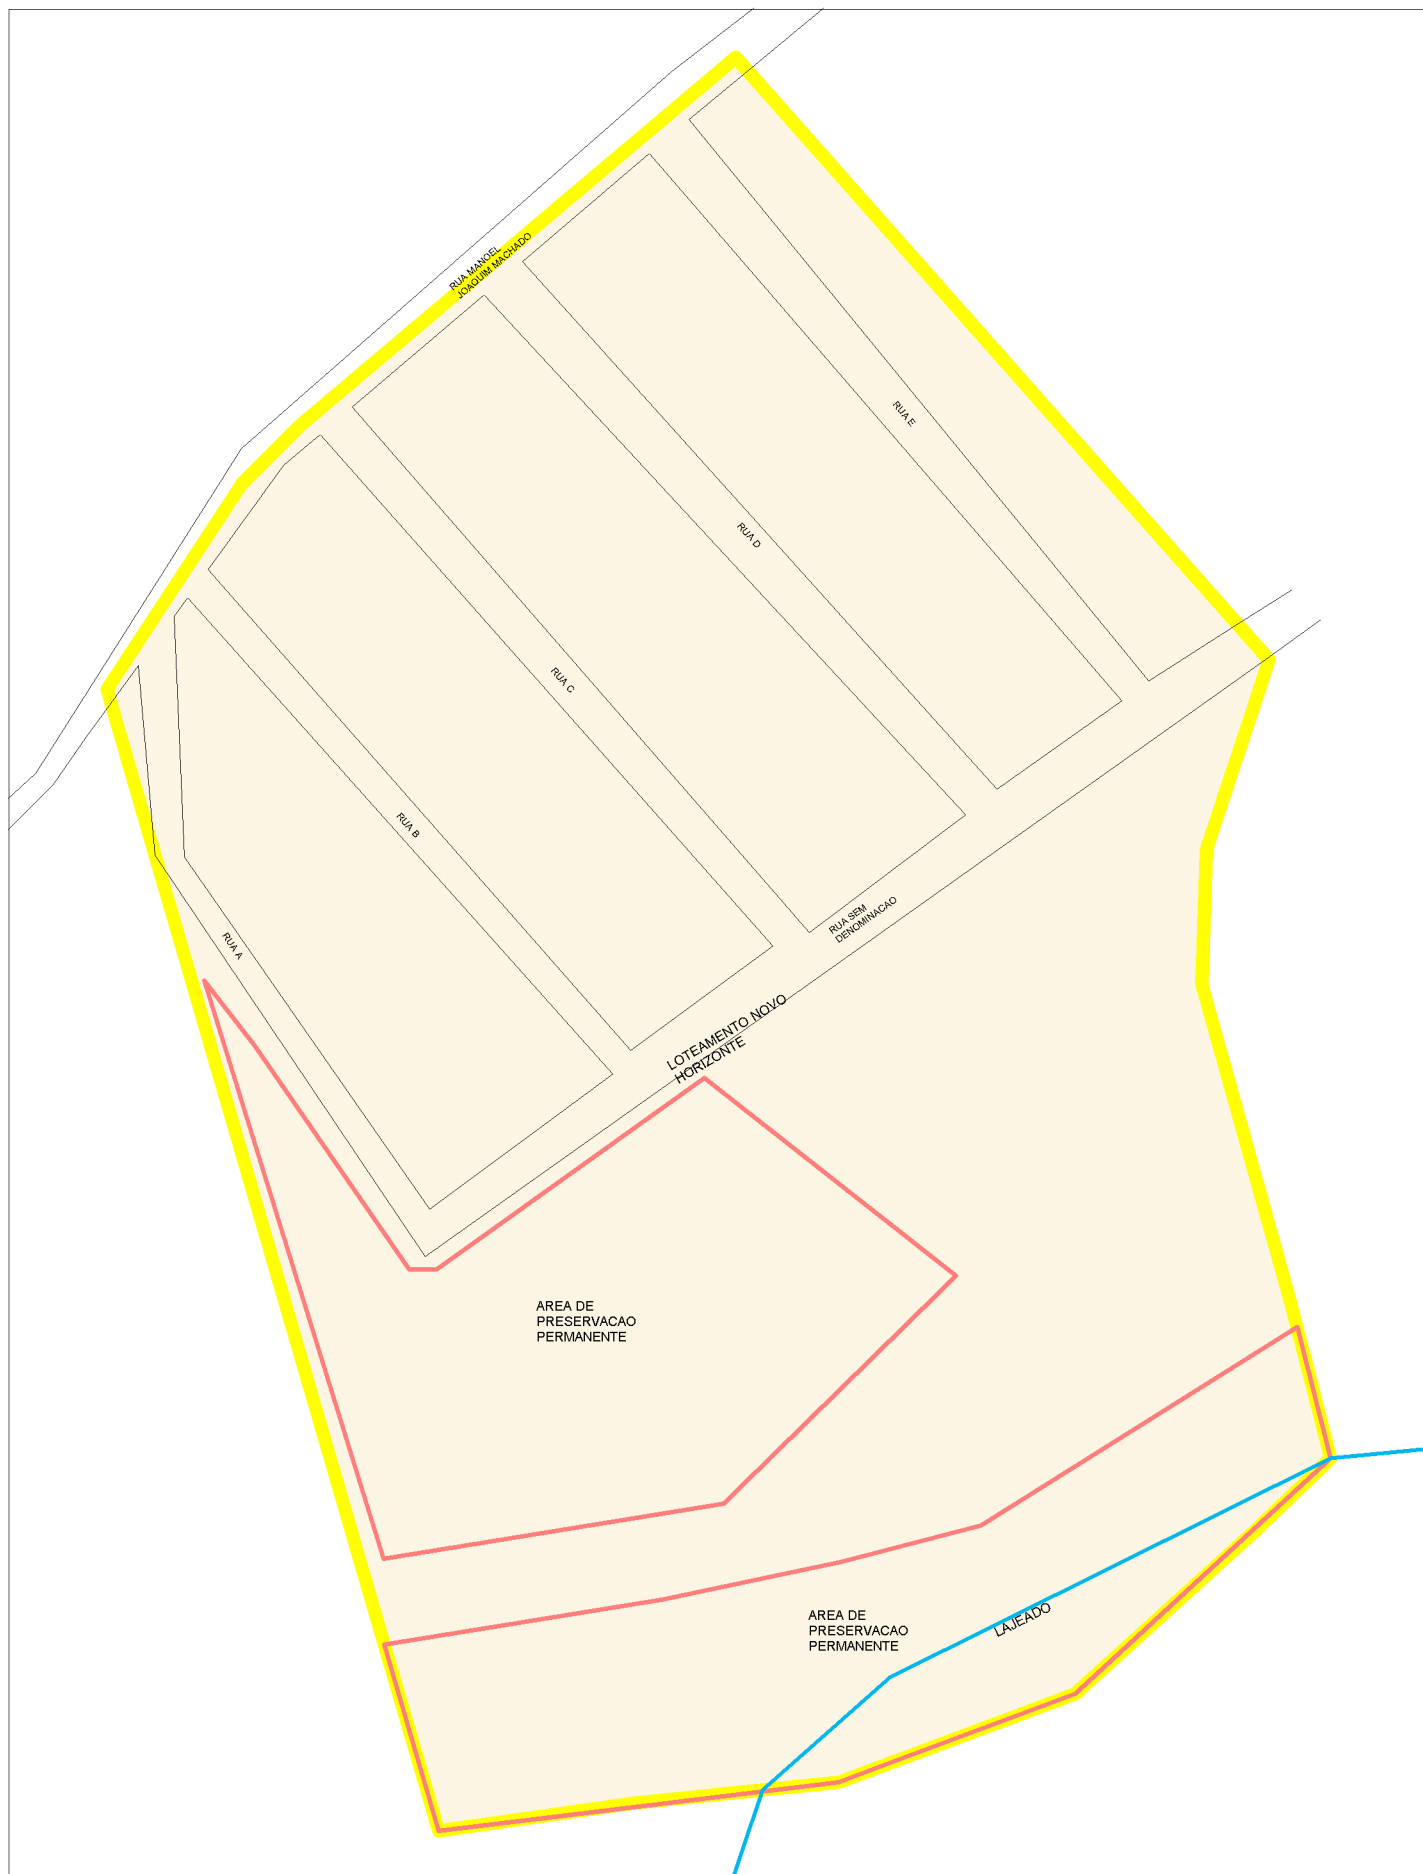 RUA MANOEL
JOAQUIM MACHADO
RUA E
RUA D
RUA C
RUA B
RUA SEM
DENOMINACAO
RUA A
LOTEAMENTO NOVO
HORIZONTE
AREA DE
PRESERVACAO
PERMANENTE
AREA DE
PRESERVACAO
PERMANENTE
LAJEADO